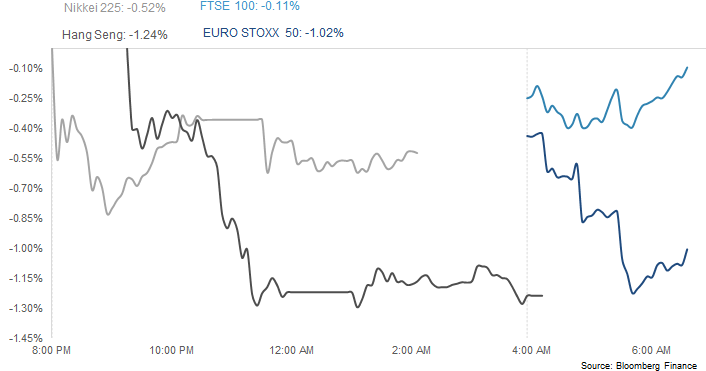 Nikkei 225: -0.52% FTSE 100: -0.11%
Hang Seng: -1.24% EURO STOXX 50: -1.02%
-0.10%
-0.25%
-0.40%
-0.55%
-0.70%
-0.85%
-1.00%
-1.15%
-1.30%
-1.45%
8:00 PM 10:00 PM 12:00 AM 2:00 AM 4:00 AM 6:00 AM
Source: Bloomberg Finance